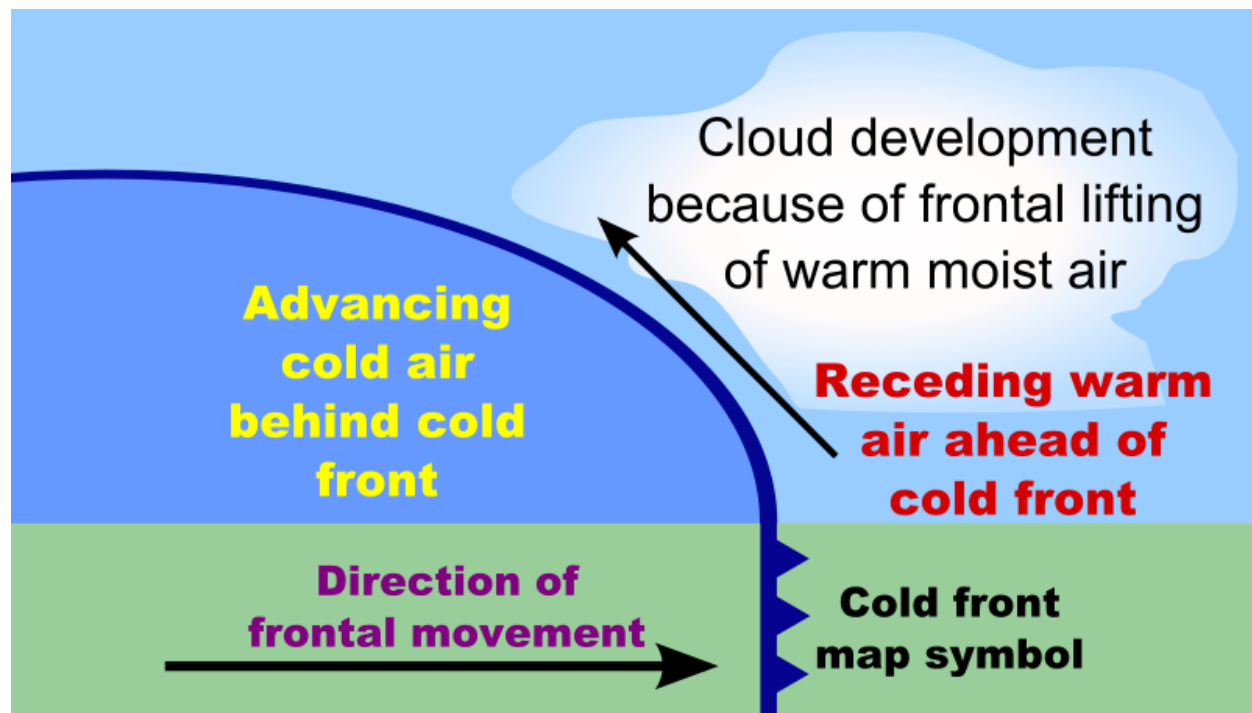 Cloud development
because of frontal lifting
of warm moist air
Advancing
cold air
behind cold
front
Receding warm
air ahead of
cold front
Direction of
frontal movement
Cold front
map symbol